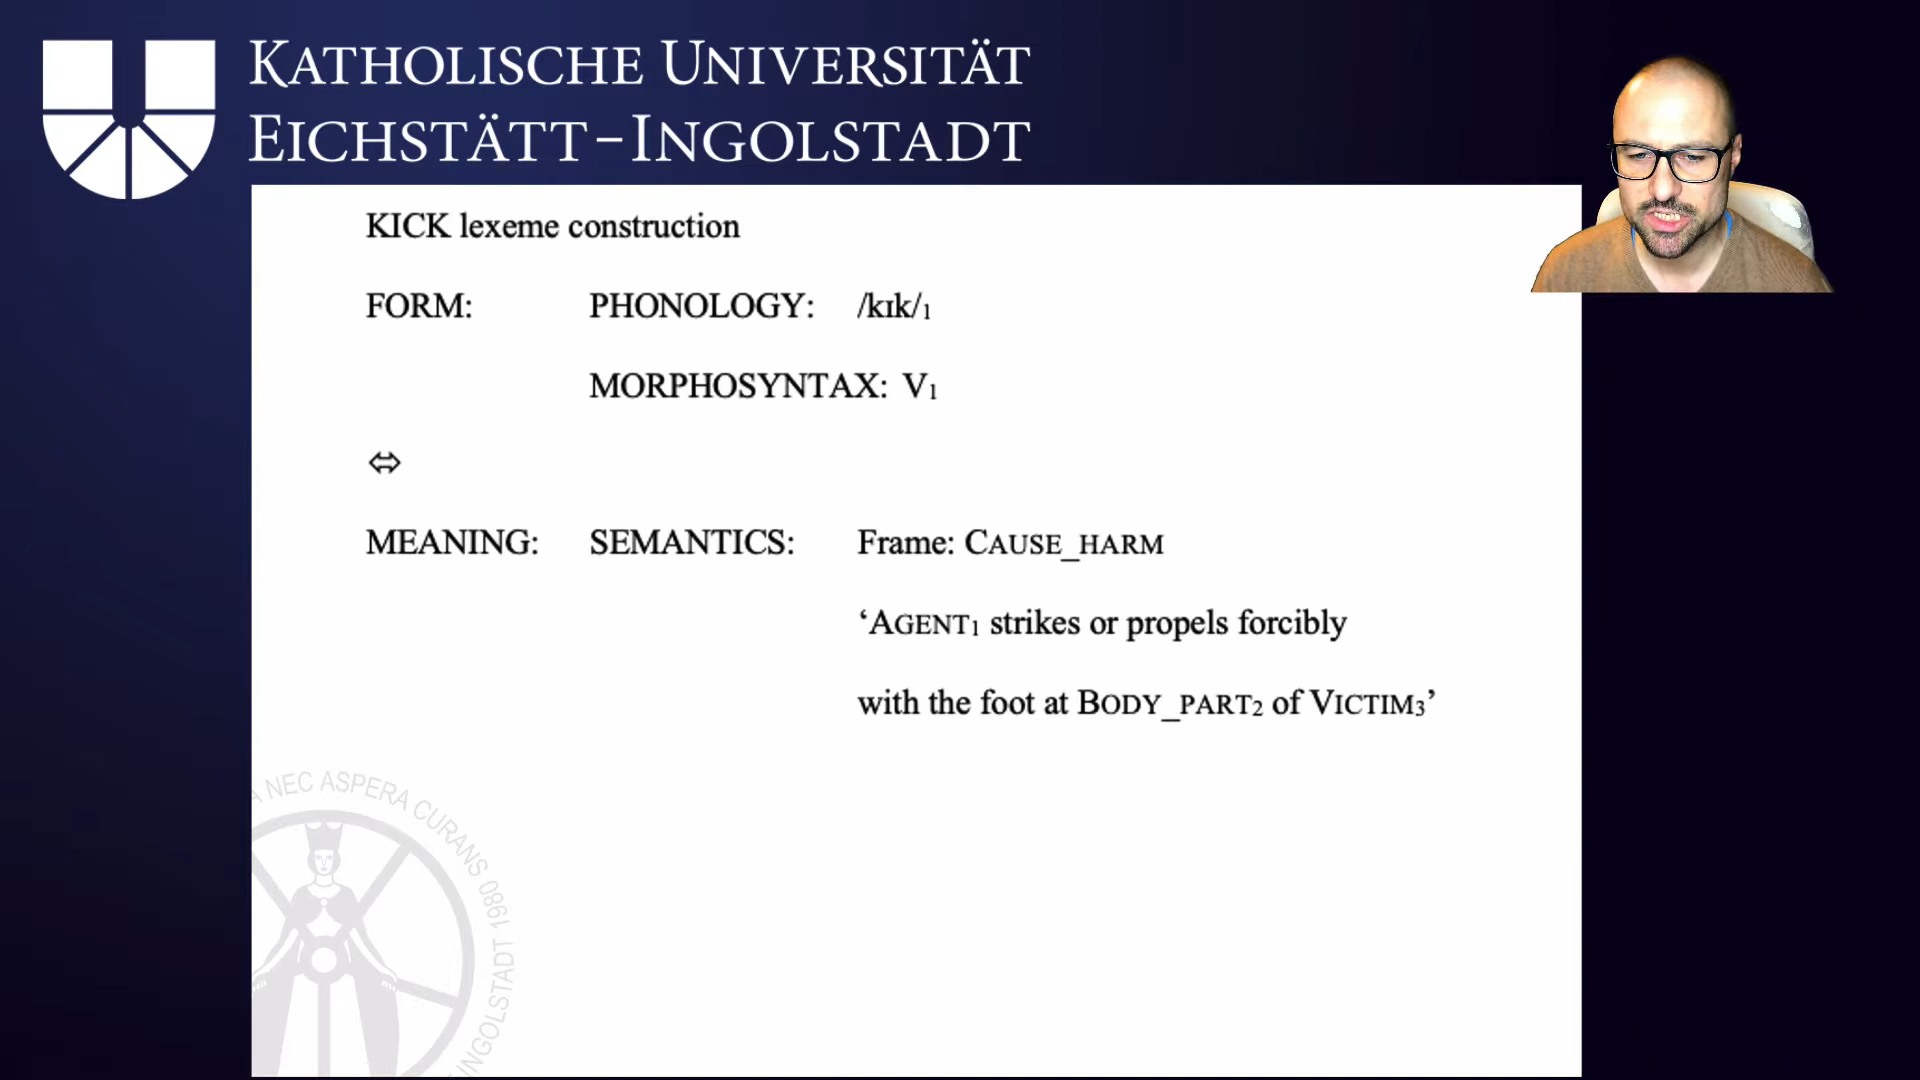 KATHOLISCHE UNIVERSITÄT
EICHSTÄTT-INGOLSTADT
KICK lexeme construction
FORM: PHONOLOGY: /kɪk/₁
MORPHOSYNTAX: V₁
⇔
MEANING: SEMANTICS: Frame: CAUSE_HARM
‘AGENT₁ strikes or propels forcibly
with the foot at BODY_PART₂ of VICTIM₃’
NEC ASPERA CURANS 1980
INGOLSTADT